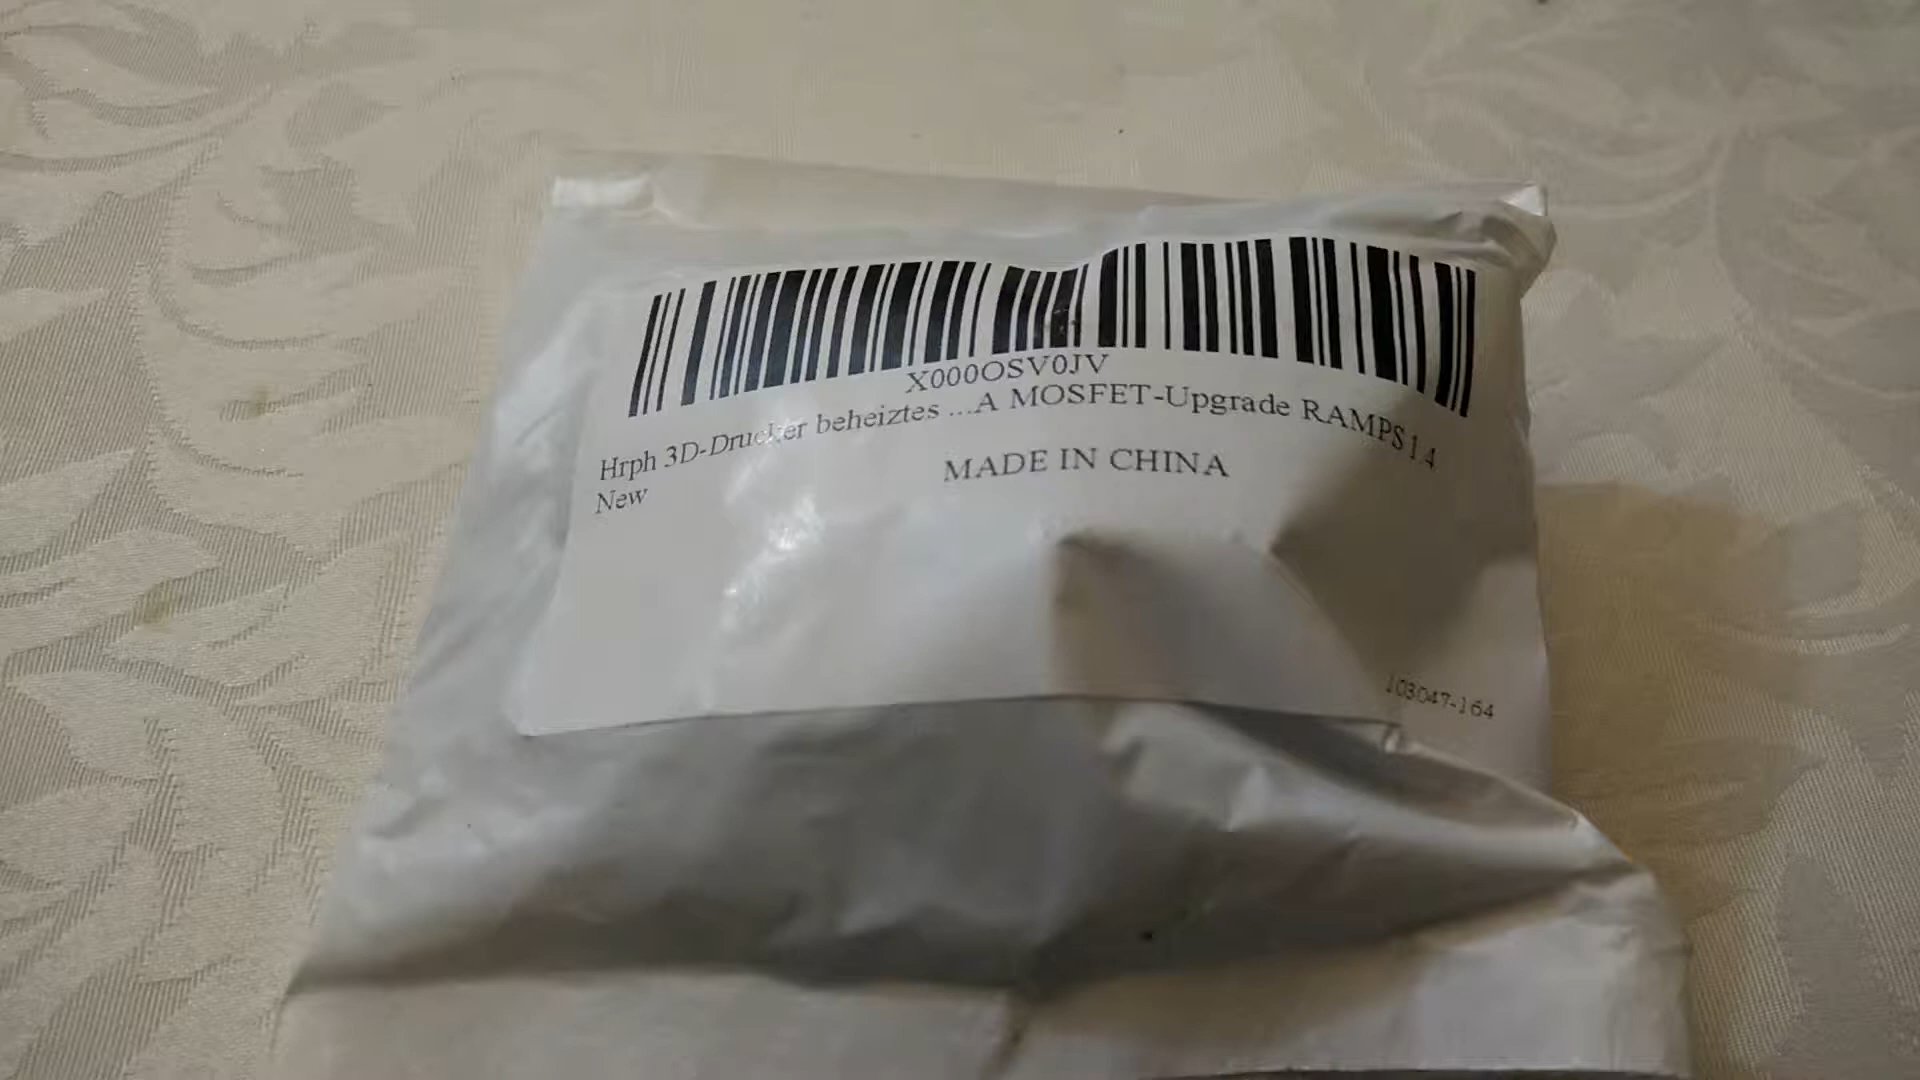 X000OSV0JV
Hrph 3D-Drucker beheiztes ...A MOSFET-Upgrade RAMPS 1.4
New
MADE IN CHINA
103047-164